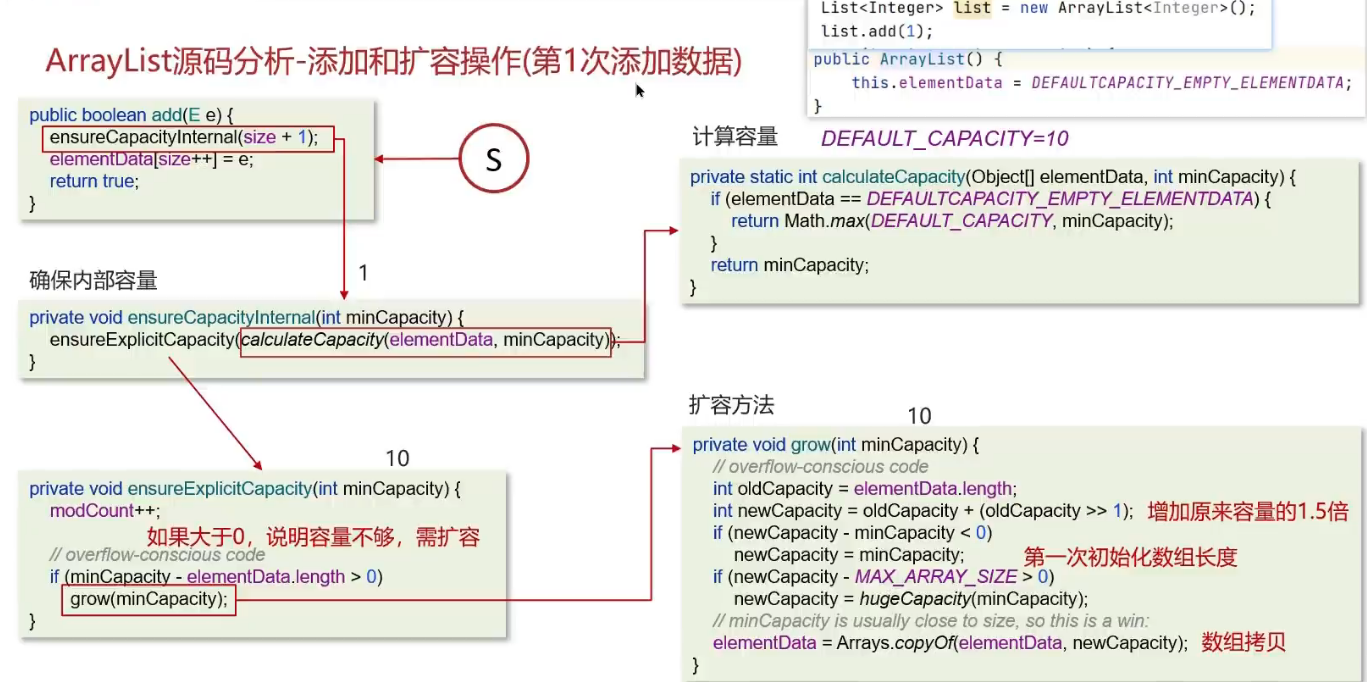 List<Integer> list = new ArrayList<Integer>();
list.add(1);
public ArrayList() {
this.elementData = DEFAULTCAPACITY_EMPTY_ELEMENTDATA;
}
ArrayList源码分析-添加和扩容操作(第1次添加数据)
public boolean add(E e) {
ensureCapacityInternal(size + 1);
elementData[size++] = e;
return true;
}
S
计算容量
DEFAULT_CAPACITY=10
private static int calculateCapacity(Object[] elementData, int minCapacity) {
if (elementData == DEFAULTCAPACITY_EMPTY_ELEMENTDATA) {
return Math.max(DEFAULT_CAPACITY, minCapacity);
}
return minCapacity;
}
确保内部容量
1
private void ensureCapacityInternal(int minCapacity) {
ensureExplicitCapacity(calculateCapacity(elementData, minCapacity));
}
10
private void ensureExplicitCapacity(int minCapacity) {
modCount++;
如果大于0，说明容量不够，需扩容
// overflow-conscious code
if (minCapacity - elementData.length > 0)
grow(minCapacity);
}
扩容方法
10
private void grow(int minCapacity) {
// overflow-conscious code
int oldCapacity = elementData.length;
int newCapacity = oldCapacity + (oldCapacity >> 1); 增加原来容量的1.5倍
if (newCapacity - minCapacity < 0)
newCapacity = minCapacity; 第一次初始化数组长度
if (newCapacity - MAX_ARRAY_SIZE > 0)
newCapacity = hugeCapacity(minCapacity);
// minCapacity is usually close to size, so this is a win:
elementData = Arrays.copyOf(elementData, newCapacity); 数组拷贝
}